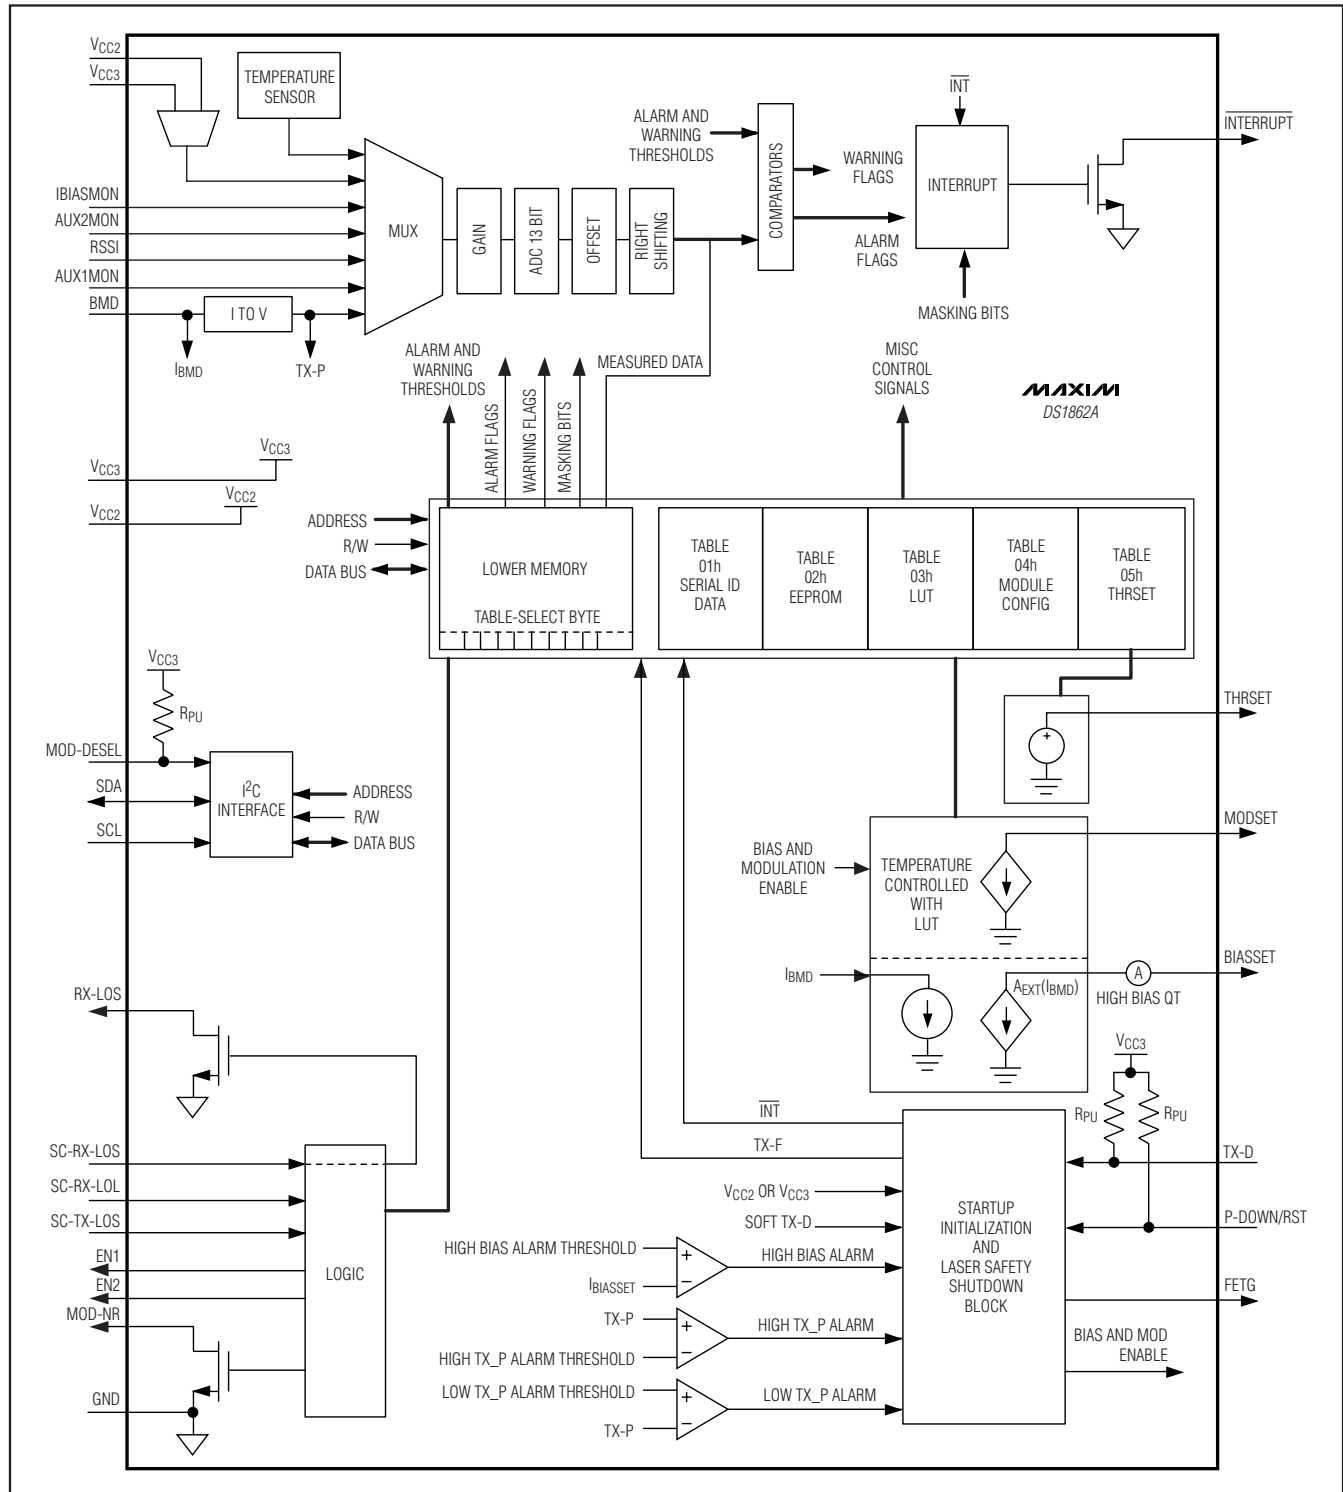 VCC2
VCC3
TEMPERATURE
SENSOR
IBIASMON
AUX2MON
RSSI
AUX1MON
BMD
I TO V
IBMD
TX-P
MUX
GAIN
ADC 13 BIT
OFFSET
RIGHT
SHIFTING
ALARM AND
WARNING
THRESHOLDS
COMPARATORS
WARNING
FLAGS
ALARM
FLAGS
INT
INTERRUPT
MASKING BITS
INTERRUPT
ALARM AND
WARNING
THRESHOLDS
ALARM FLAGS
WARNING FLAGS
MASKING BITS
MEASURED DATA
MISC
CONTROL
SIGNALS
MAXIM
DS1862A
VCC3
VCC3
VCC2
VCC2
ADDRESS
R/W
DATA BUS
LOWER MEMORY
TABLE-SELECT BYTE
TABLE
01h
SERIAL ID
DATA
TABLE
02h
EEPROM
TABLE
03h
LUT
TABLE
04h
MODULE
CONFIG
TABLE
05h
THRSET
VCC3
RPU
MOD-DESEL
SDA
SCL
I2C
INTERFACE
ADDRESS
R/W
DATA BUS
THRSET
MODSET
BIAS AND
MODULATION
ENABLE
TEMPERATURE
CONTROLLED
WITH
LUT
IBMD
AEXT(IBMD)
A
HIGH BIAS QT
BIASSET
RX-LOS
VCC3
RPU
RPU
INT
TX-F
TX-D
P-DOWN/RST
SC-RX-LOS
SC-RX-LOL
SC-TX-LOS
EN1
EN2
MOD-NR
GND
LOGIC
VCC2 OR VCC3
SOFT TX-D
HIGH BIAS ALARM THRESHOLD
IBIASSET
HIGH BIAS ALARM
TX-P
HIGH TX_P ALARM THRESHOLD
HIGH TX_P ALARM
LOW TX_P ALARM THRESHOLD
TX-P
LOW TX_P ALARM
STARTUP
INITIALIZATION
AND
LASER SAFETY
SHUTDOWN
BLOCK
FETG
BIAS AND MOD
ENABLE